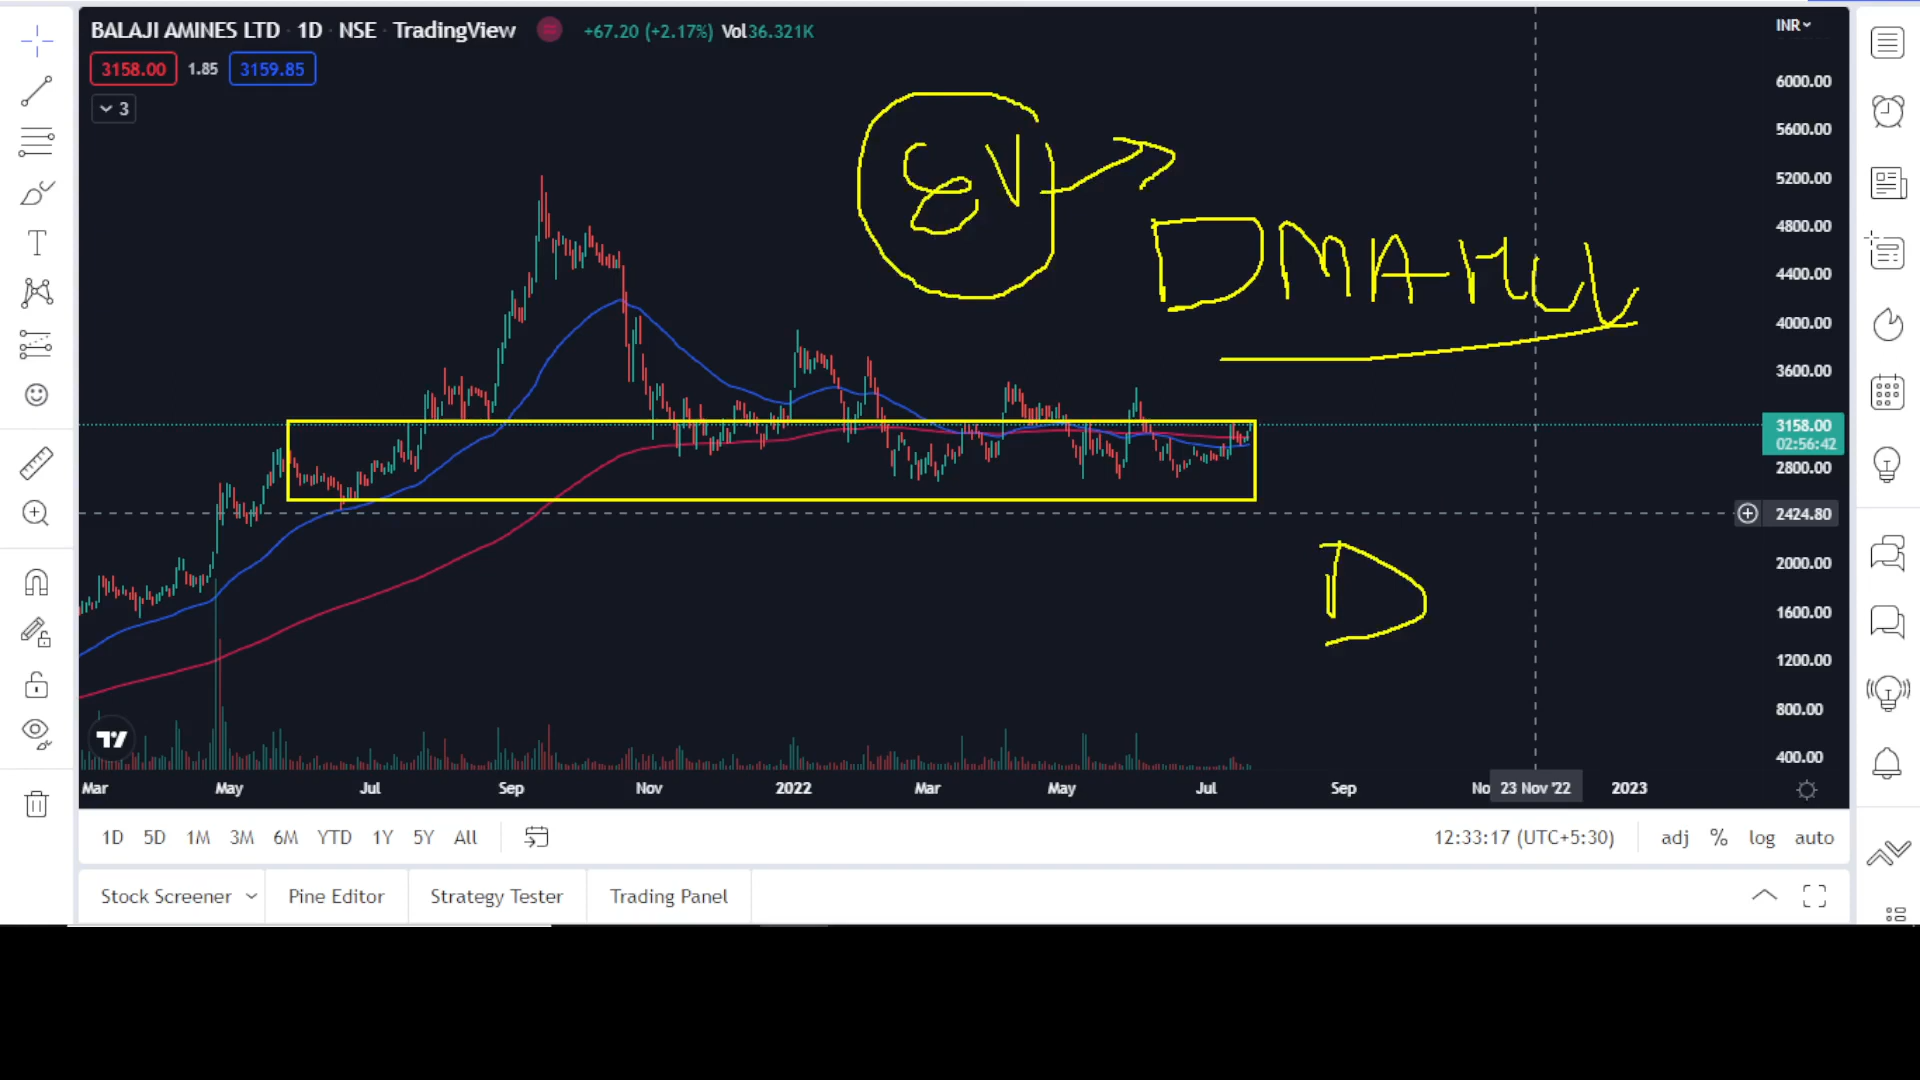 BALAJI AMINES LTD · 1D · NSE · TradingView +67.20 (+2.17%) Vol36.321K
INR
3158.00 1.85 3159.85
3
6000.00
5600.00
5200.00
4800.00
4400.00
4000.00
3600.00
3158.00
02:56:42
2800.00
2424.80
2000.00
1600.00
1200.00
800.00
400.00
EV
D
Mar May Jul Sep Nov 2022 Mar May Jul Sep No 23 Nov '22 2023
1D 5D 1M 3M 6M YTD 1Y 5Y All 12:33:17 (UTC+5:30) adj % log auto
Stock Screener Pine Editor Strategy Tester Trading Panel